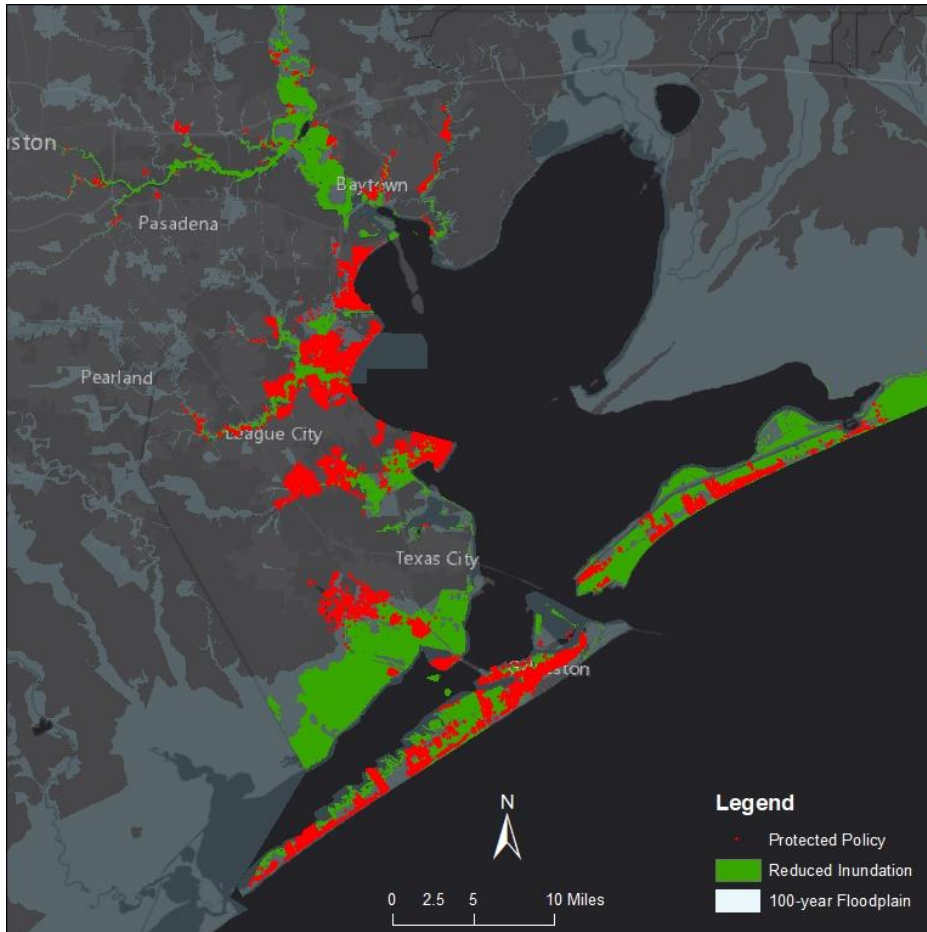 uston
Baytown
Pasadena
Pearland
League City
Texas City
Galveston
N
Legend
Protected Policy
Reduced Inundation
100-year Floodplain
0 2.5 5 10 Miles